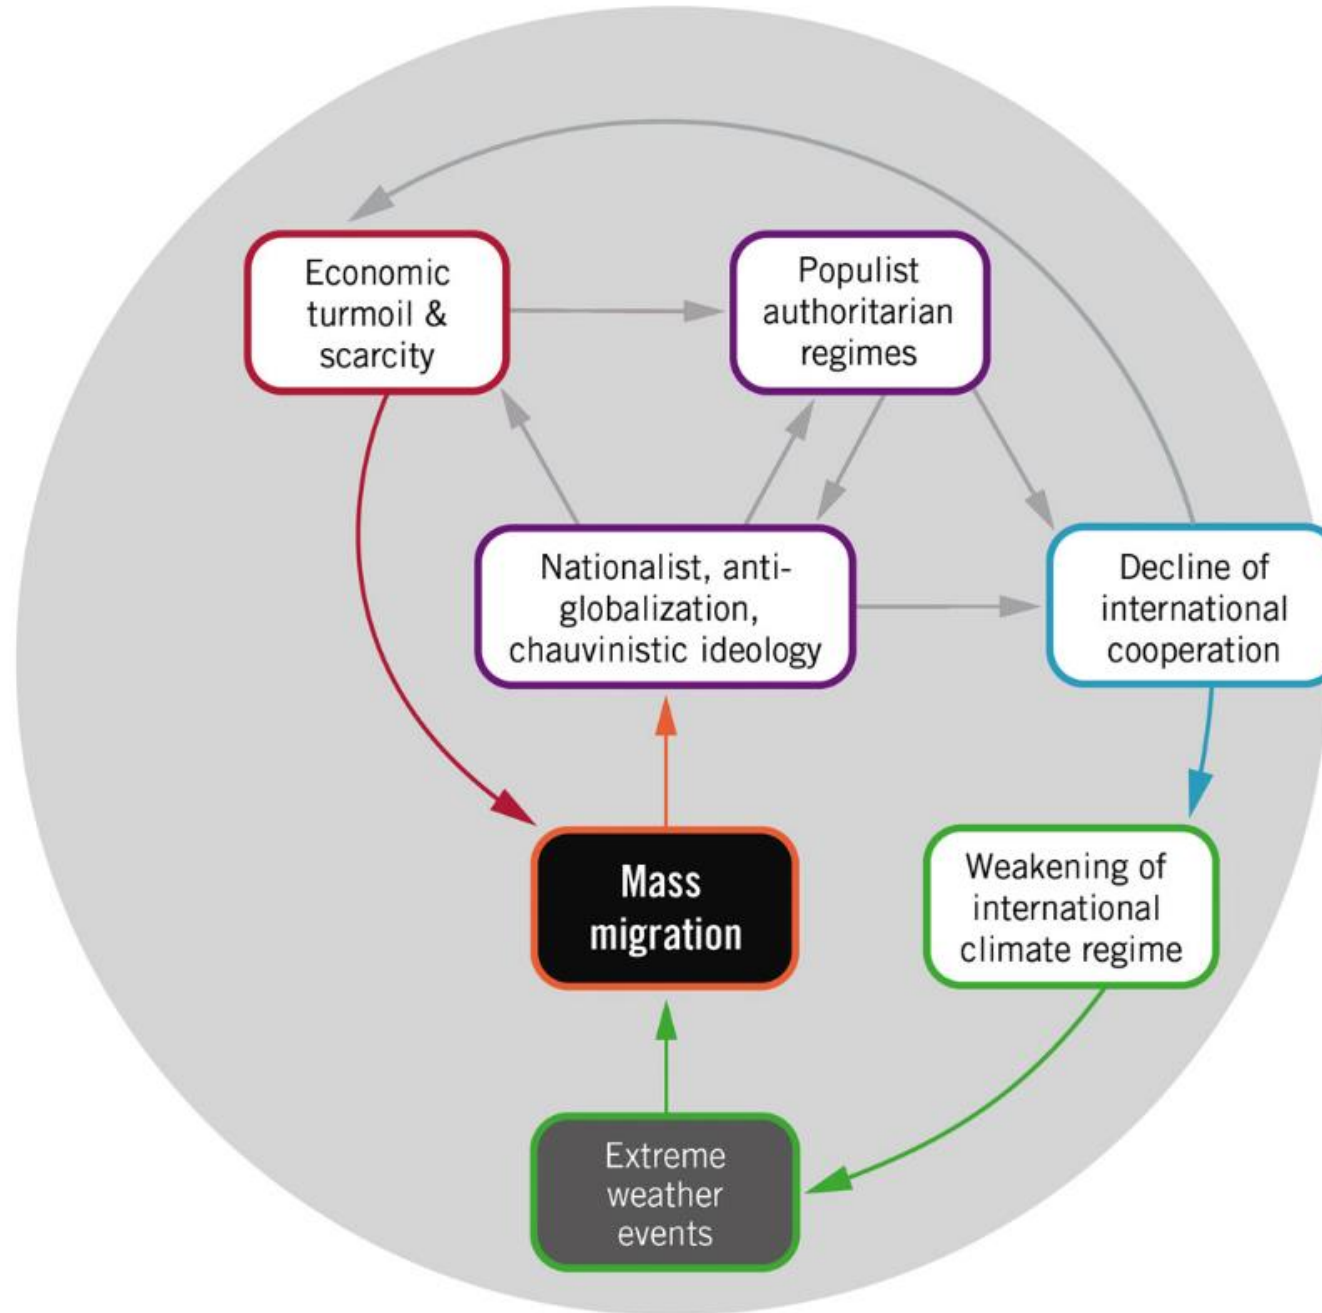 Economic
turmoil &
scarcity
Populist
authoritarian
regimes
Nationalist, anti-
globalization,
chauvinistic ideology
Decline of
international
cooperation
Mass
migration
Weakening of
international
climate regime
Extreme
weather
events